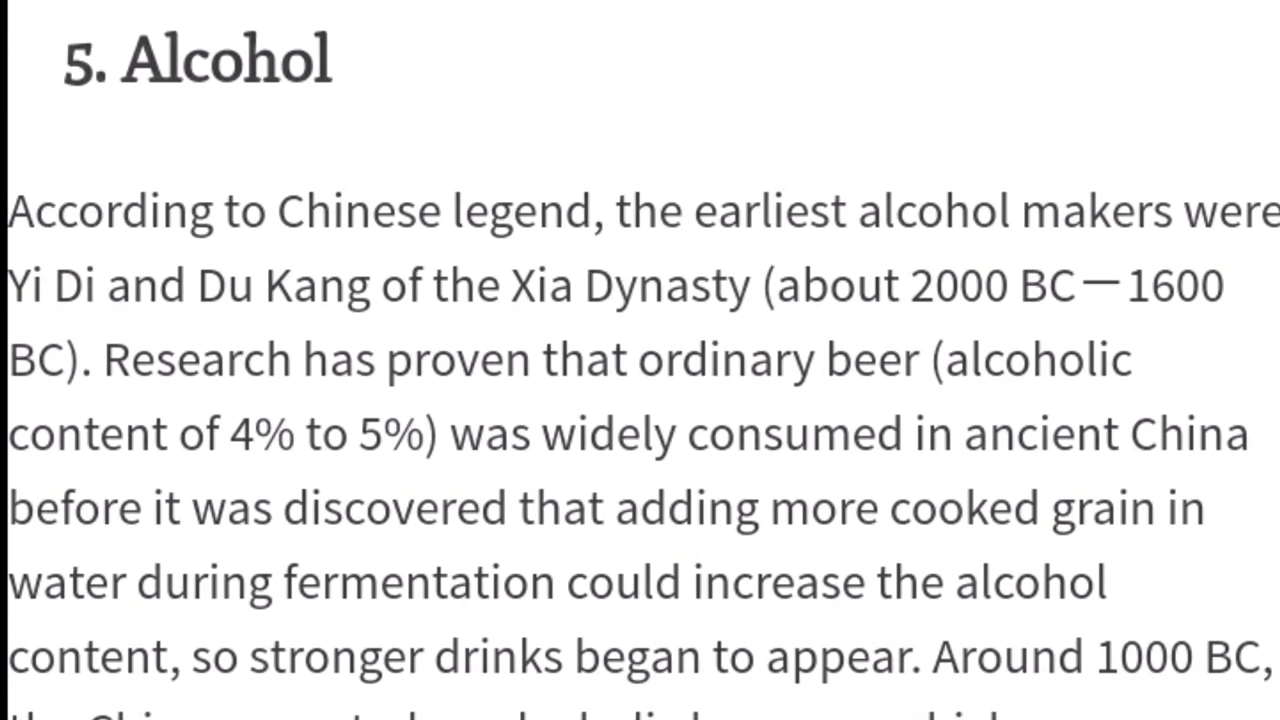 5. Alcohol
According to Chinese legend, the earliest alcohol makers were
Yi Di and Du Kang of the Xia Dynasty (about 2000 BC—1600
BC). Research has proven that ordinary beer (alcoholic
content of 4% to 5%) was widely consumed in ancient China
before it was discovered that adding more cooked grain in
water during fermentation could increase the alcohol
content, so stronger drinks began to appear. Around 1000 BC,